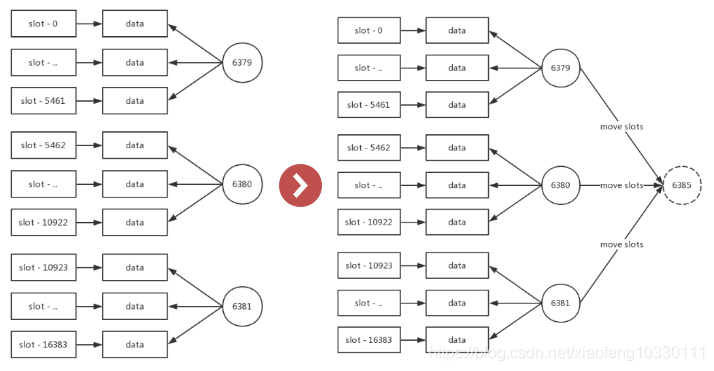 slot - 0 data
slot - .. data 6379
slot - 5461 data
slot - 5462 data
slot - .. data 6380
slot - 10922 data
slot - 10923 data
slot - .. data 6381
slot - 16383 data
slot - 0 data
slot - .. data 6379
slot - 5461 data
move slots
slot - 5462 data
slot - .. data 6380 move slots 6385
slot - 10922 data
move slots
slot - 10923 data
slot - .. data 6381
slot - 16383 data
https://blog.csdn.net/xiaofeng10330111